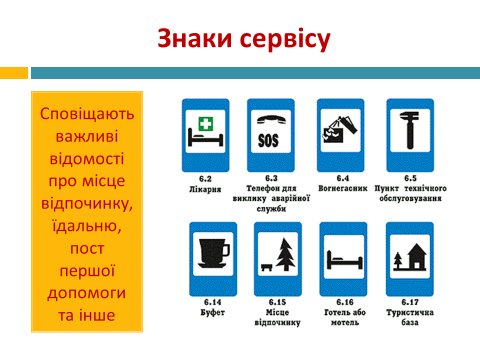 Знаки сервісу
Сповіщають
важливі
відомості
про місце
відпочинку,
їдальню,
пост
першої
допомоги
та інше
SOS
6.2
Лікарня
6.3
Телефон для
виклику аварійної
служби
6.4
Вогнегасник
6.5
Пункт технічного
обслуговування
6.14
Буфет
6.15
Місце
відпочинку
6.16
Готель або
мотель
6.17
Туристична
база